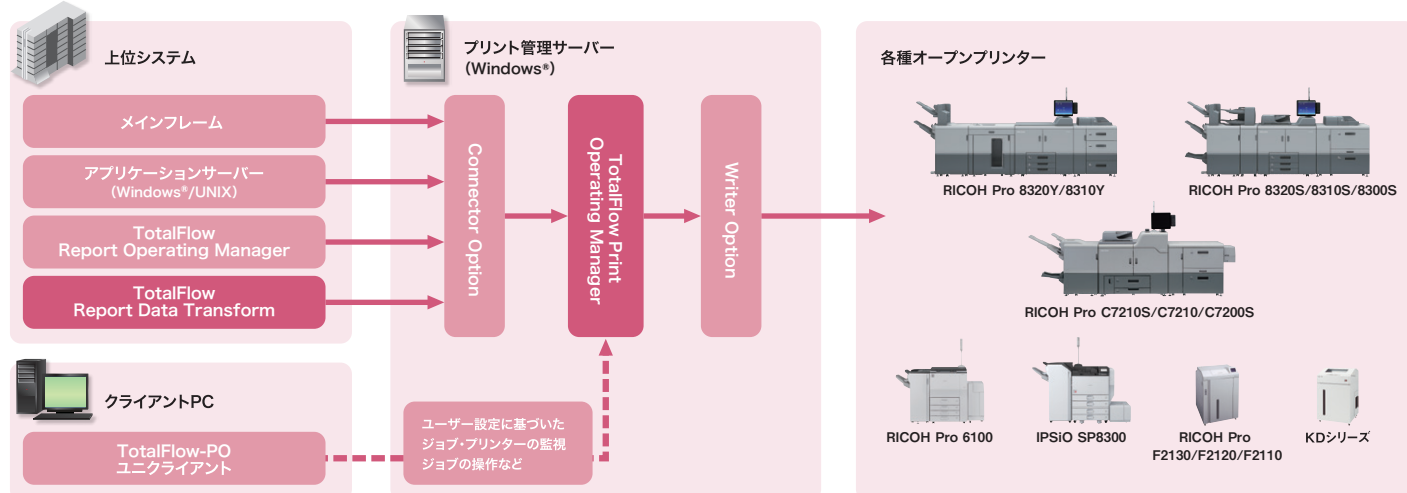 上位システム
メインフレーム
アプリケーションサーバー
（Windows®/UNIX）
TotalFlow
Report Operating Manager
TotalFlow
Report Data Transform
クライアントPC
TotalFlow-PO
ユニクライアント
プリント管理サーバー
（Windows®）
Connector Option
TotalFlow Print
Operating Manager
Writer Option
ユーザー設定に基づいた
ジョブ・プリンターの監視
ジョブの操作など
各種オープンプリンター
RICOH Pro 8320Y/8310Y
RICOH Pro 8320S/8310S/8300S
RICOH Pro C7210S/C7210/C7200S
RICOH Pro 6100
IPSiO SP8300
RICOH Pro
F2130/F2120/F2110
KDシリーズ